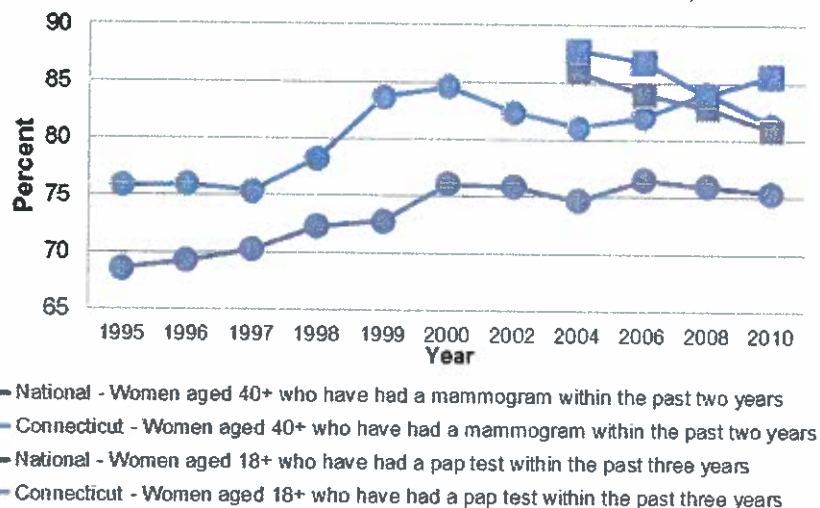 90
85
80
75
70
65
Percent
1995 1996 1997 1998 1999 2000 2002 2004 2006 2008 2010
Year
National - Women aged 40+ who have had a mammogram within the past two years
Connecticut - Women aged 40+ who have had a mammogram within the past two years
National - Women aged 18+ who have had a pap test within the past three years
Connecticut - Women aged 18+ who have had a pap test within the past three years